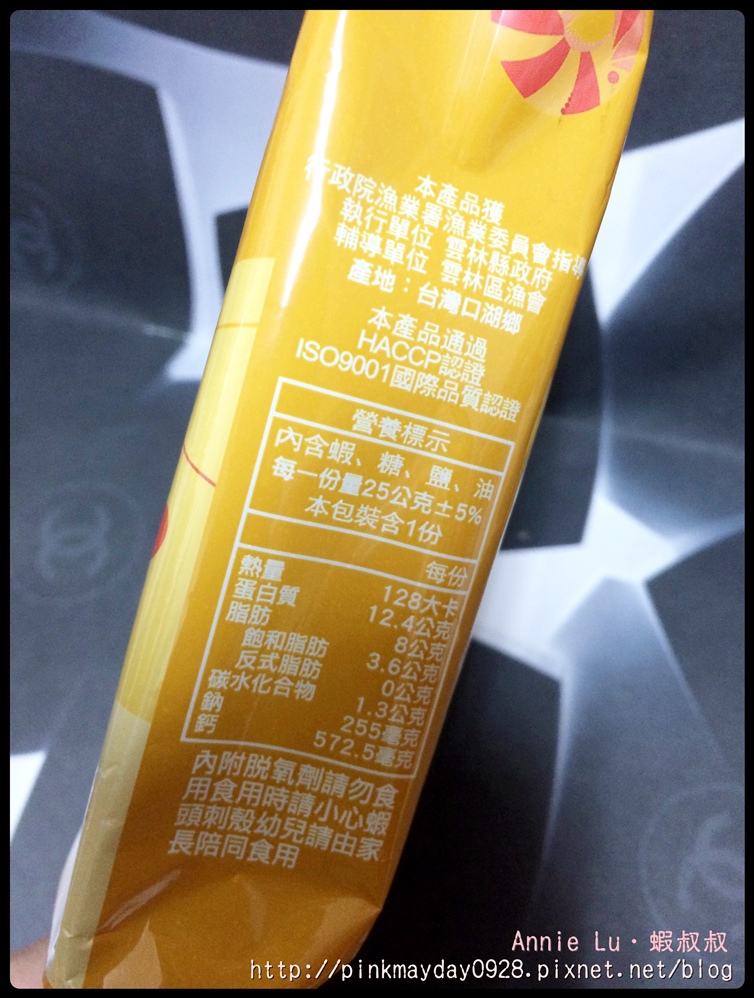 本產品獲
行政院漁業署漁業委員會指導
執行單位 雲林縣政府
輔導單位 雲林區漁會
產地：台灣口湖鄉
本產品通過
HACCP認證
ISO9001國際品質認證
營養標示
內含蝦、糖、鹽、油
每一份量25公克±5%
本包裝含1份
每份
熱量 128大卡
蛋白質 12.4公克
脂肪 8公克
飽和脂肪 3.6公克
反式脂肪 0公克
碳水化合物 1.3公克
鈉 255毫克
鈣 572.5毫克
內附脫氧劑請勿食
用食用時請小心蝦
頭刺殼幼兒請由家
長陪同食用
Annie Lu·蝦叔叔
http://pinkmayday0928.pixnet.net/blog